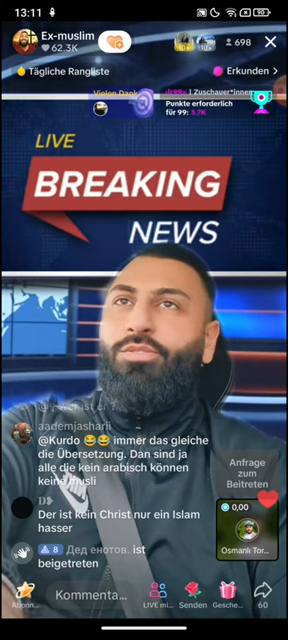 13:11
90
Ex-muslim
62.3K
10+
698
Tägliche Rangliste
Erkunden
Vielen Dank
Zuschauer*innen
Punkte erforderlich
für 99: 3,7K
LIVE
BREAKING
NEWS
aademjasharii
@Kurdo 😂😂 immer das gleiche
die Übersetzung. Dan sind ja
alle die kein arabisch können
keine musli
Der ist kein Christ nur ein Islam
hasser
8 Дед енотов. ist
beigetreten
Anfrage
zum
Beitreten
0,00
Osmanlı Tor...
Abonn...
Kommenta...
LIVE mi...
Senden
Gesche...
60